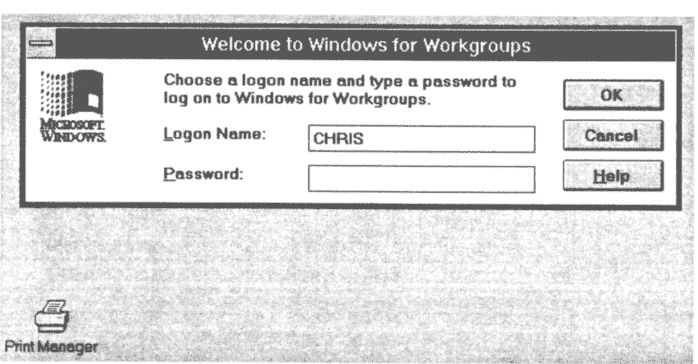 Welcome to Windows for Workgroups
Choose a logon name and type a password to
log on to Windows for Workgroups.
MICROSOFT.
WINDOWS.
Logon Name:
CHRIS
Password:
OK
Cancel
Help
Print Manager